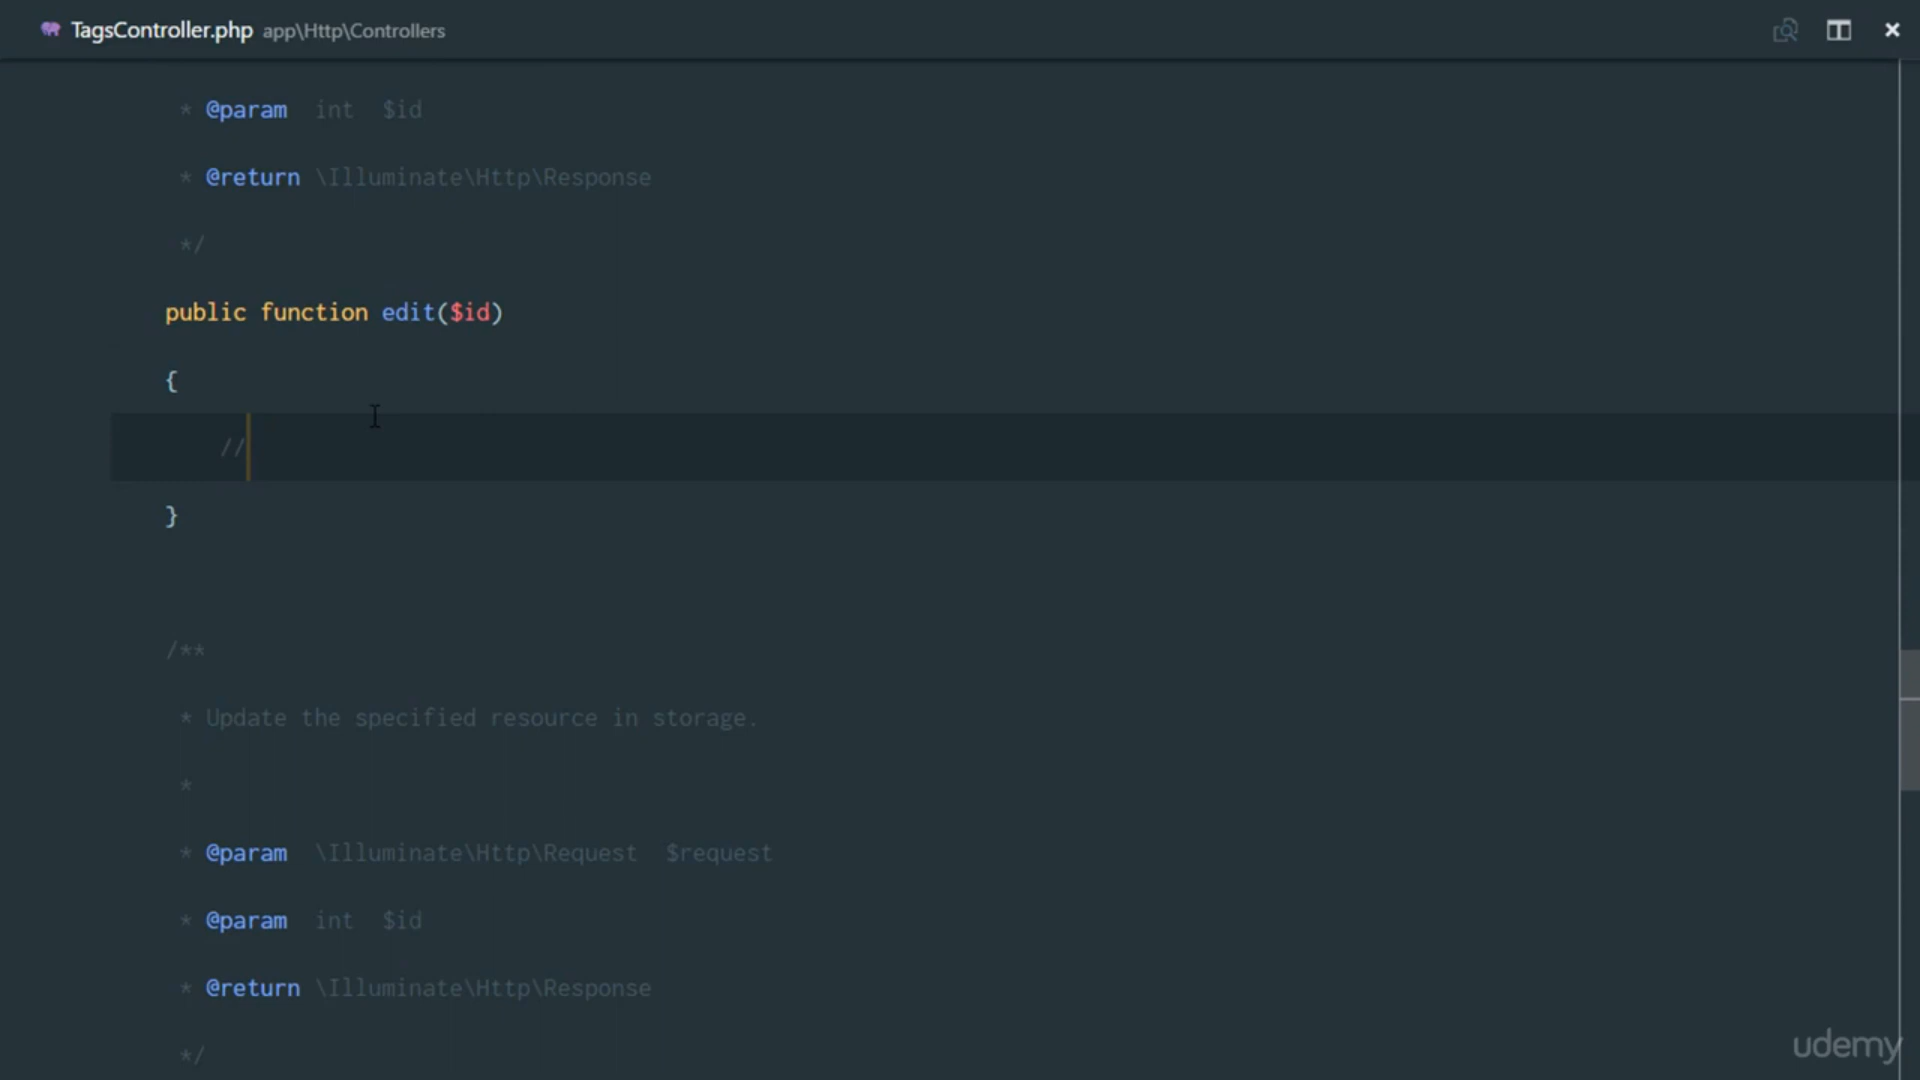 TagsController.php app\Http\Controllers
* @param int $id
* @return \Illuminate\Http\Response
*/
public function edit($id)
{
//
}
/**
* Update the specified resource in storage.
*
* @param \Illuminate\Http\Request $request
* @param int $id
* @return \Illuminate\Http\Response
*/
udemy